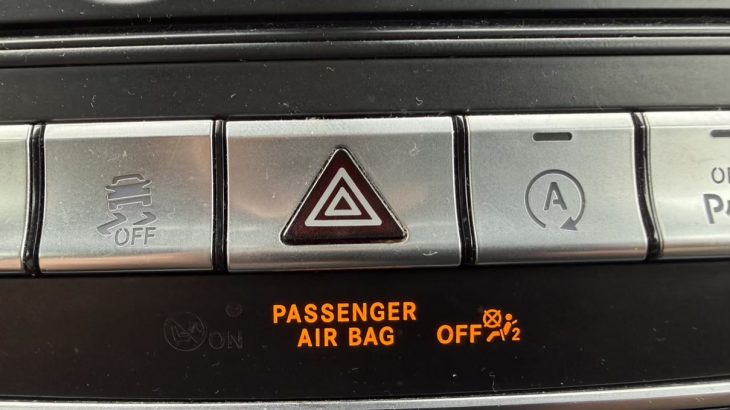 OFF
A
PASSENGER
AIR BAG
ON
OFF
2